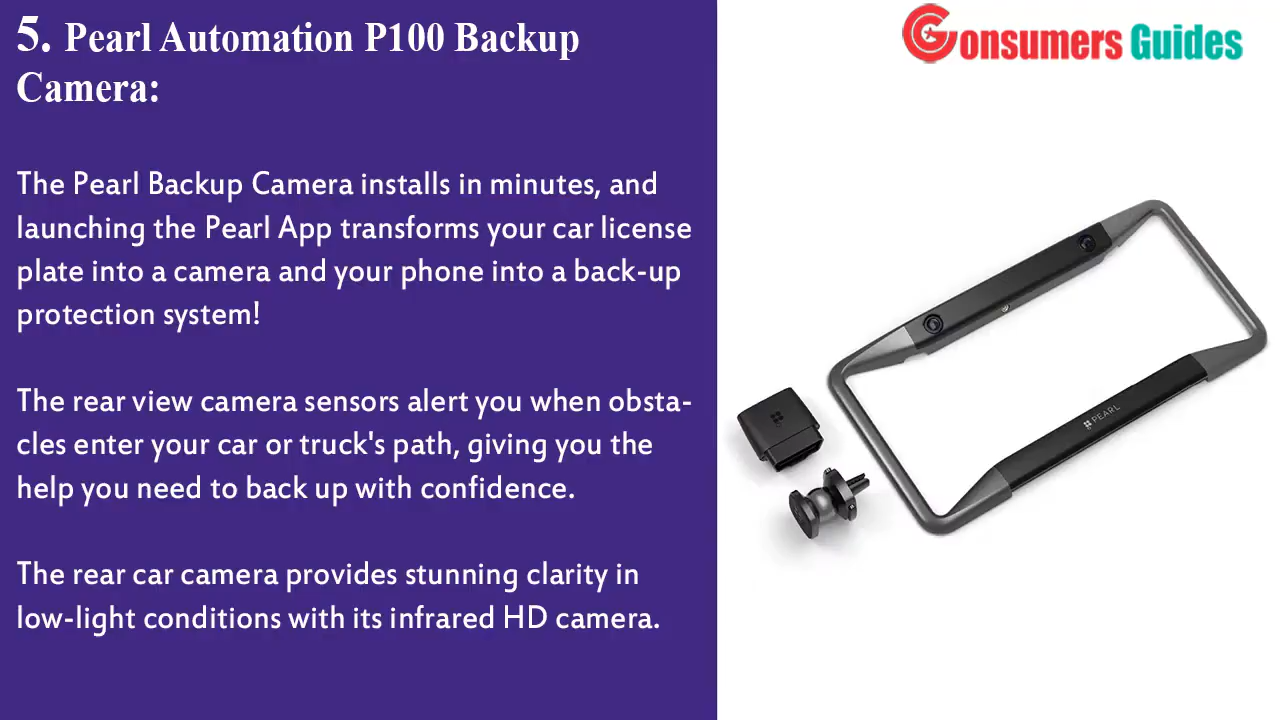 5. Pearl Automation P100 Backup
Camera:
Consumers Guides
The Pearl Backup Camera installs in minutes, and
launching the Pearl App transforms your car license
plate into a camera and your phone into a back-up
protection system!
The rear view camera sensors alert you when obsta-
cles enter your car or truck's path, giving you the
help you need to back up with confidence.
The rear car camera provides stunning clarity in
low-light conditions with its infrared HD camera.
PEARL